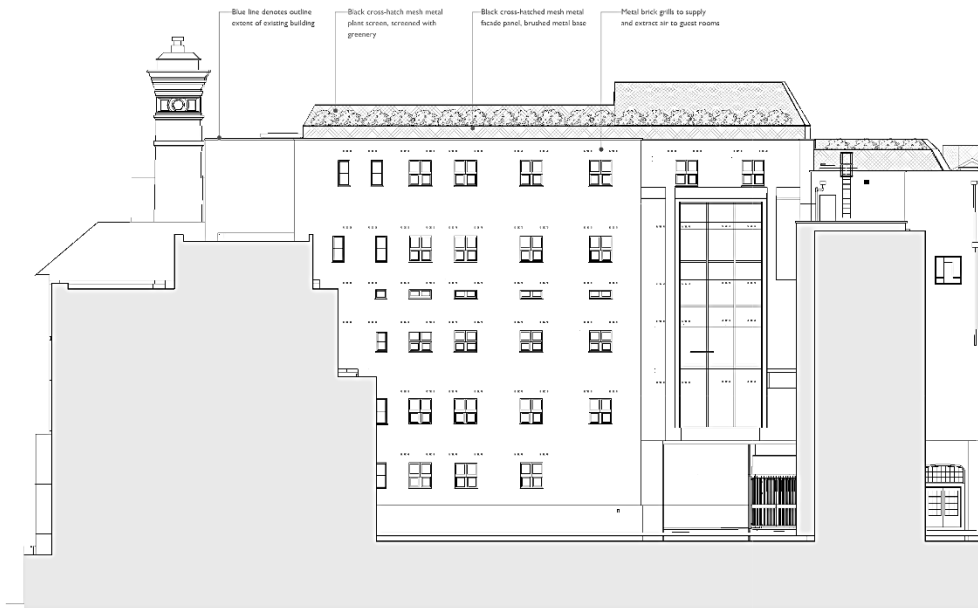 Blue line denotes outline
extent of existing building
Black cross-hatch mesh metal
plant screen, screened with
greenery
Black cross-hatched mesh metal
facade panel, brushed metal base
Metal brick grills to supply
and extract air to guest rooms